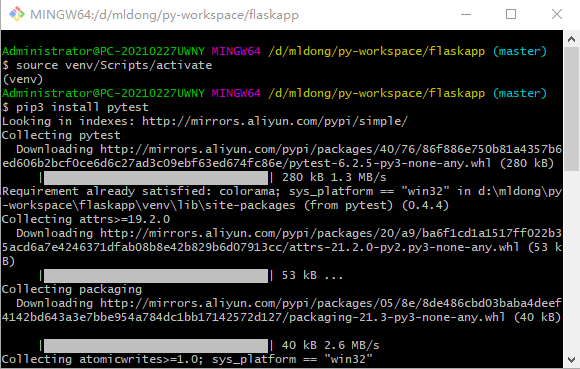 MINGW64:/d/mldong/py-workspace/flaskapp
Administrator@PC-20210227UWNY MINGW64 /d/mldong/py-workspace/flaskapp (master)
$ source venv/Scripts/activate
(venv)
Administrator@PC-20210227UWNY MINGW64 /d/mldong/py-workspace/flaskapp (master)
$ pip3 install pytest
Looking in indexes: http://mirrors.aliyun.com/pypi/simple/
Collecting pytest
  Downloading http://mirrors.aliyun.com/pypi/packages/40/76/86f886e750b81a4357b6
ed606b2bcf0ce6d6c27ad3c09ebf63ed674fc86e/pytest-6.2.5-py3-none-any.whl (280 kB)
     |████████████████████████████████| 280 kB 1.3 MB/s
Requirement already satisfied: colorama; sys_platform == "win32" in d:\mldong\py
-workspace\flaskapp\venv\lib\site-packages (from pytest) (0.4.4)
Collecting attrs>=19.2.0
  Downloading http://mirrors.aliyun.com/pypi/packages/20/a9/ba6f1cd1a1517ff022b3
5acd6a7e4246371dfab08b8e42b829b6d07913cc/attrs-21.2.0-py2.py3-none-any.whl (53 k
B)
     |████████████████████████████████| 53 kB ...
Collecting packaging
  Downloading http://mirrors.aliyun.com/pypi/packages/05/8e/8de486cbd03baba4deef
4142bd643a3e7bbe954a784dc1bb17142572d127/packaging-21.3-py3-none-any.whl (40 kB)
     |████████████████████████████████| 40 kB 2.6 MB/s
Collecting atomicwrites>=1.0; sys_platform == "win32"